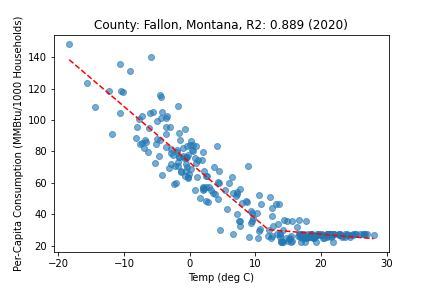 County: Fallon, Montana, R2: 0.889 (2020)
Per-Capita Consumption (MMBtu/1000 Households)
140
120
100
80
60
40
20
−20 −10 0 10 20 30
Temp (deg C)